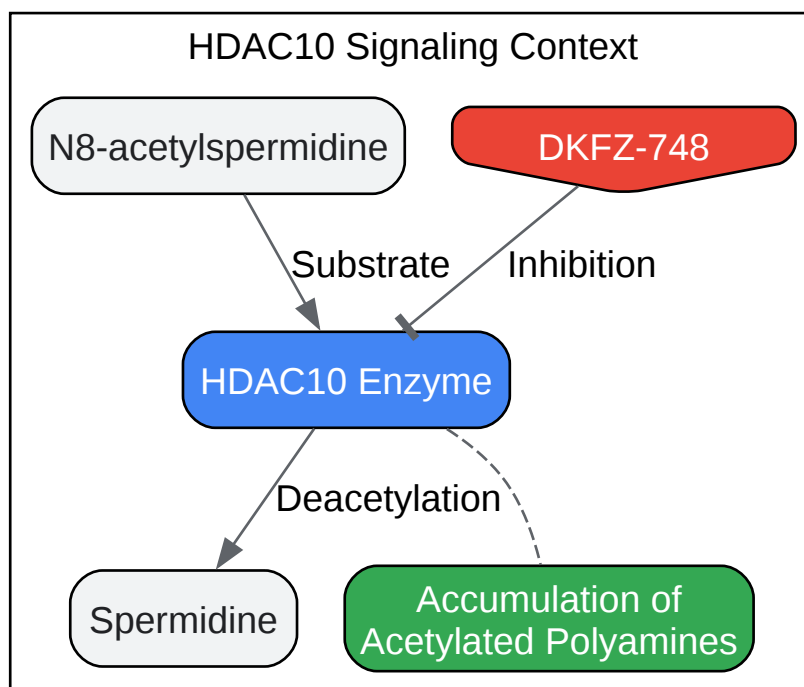 HDAC10 Signaling Context
N8-acetylspermidine
DKFZ-748
Substrate
Inhibition
HDAC10 Enzyme
Deacetylation
Spermidine
Accumulation of
Acetylated Polyamines